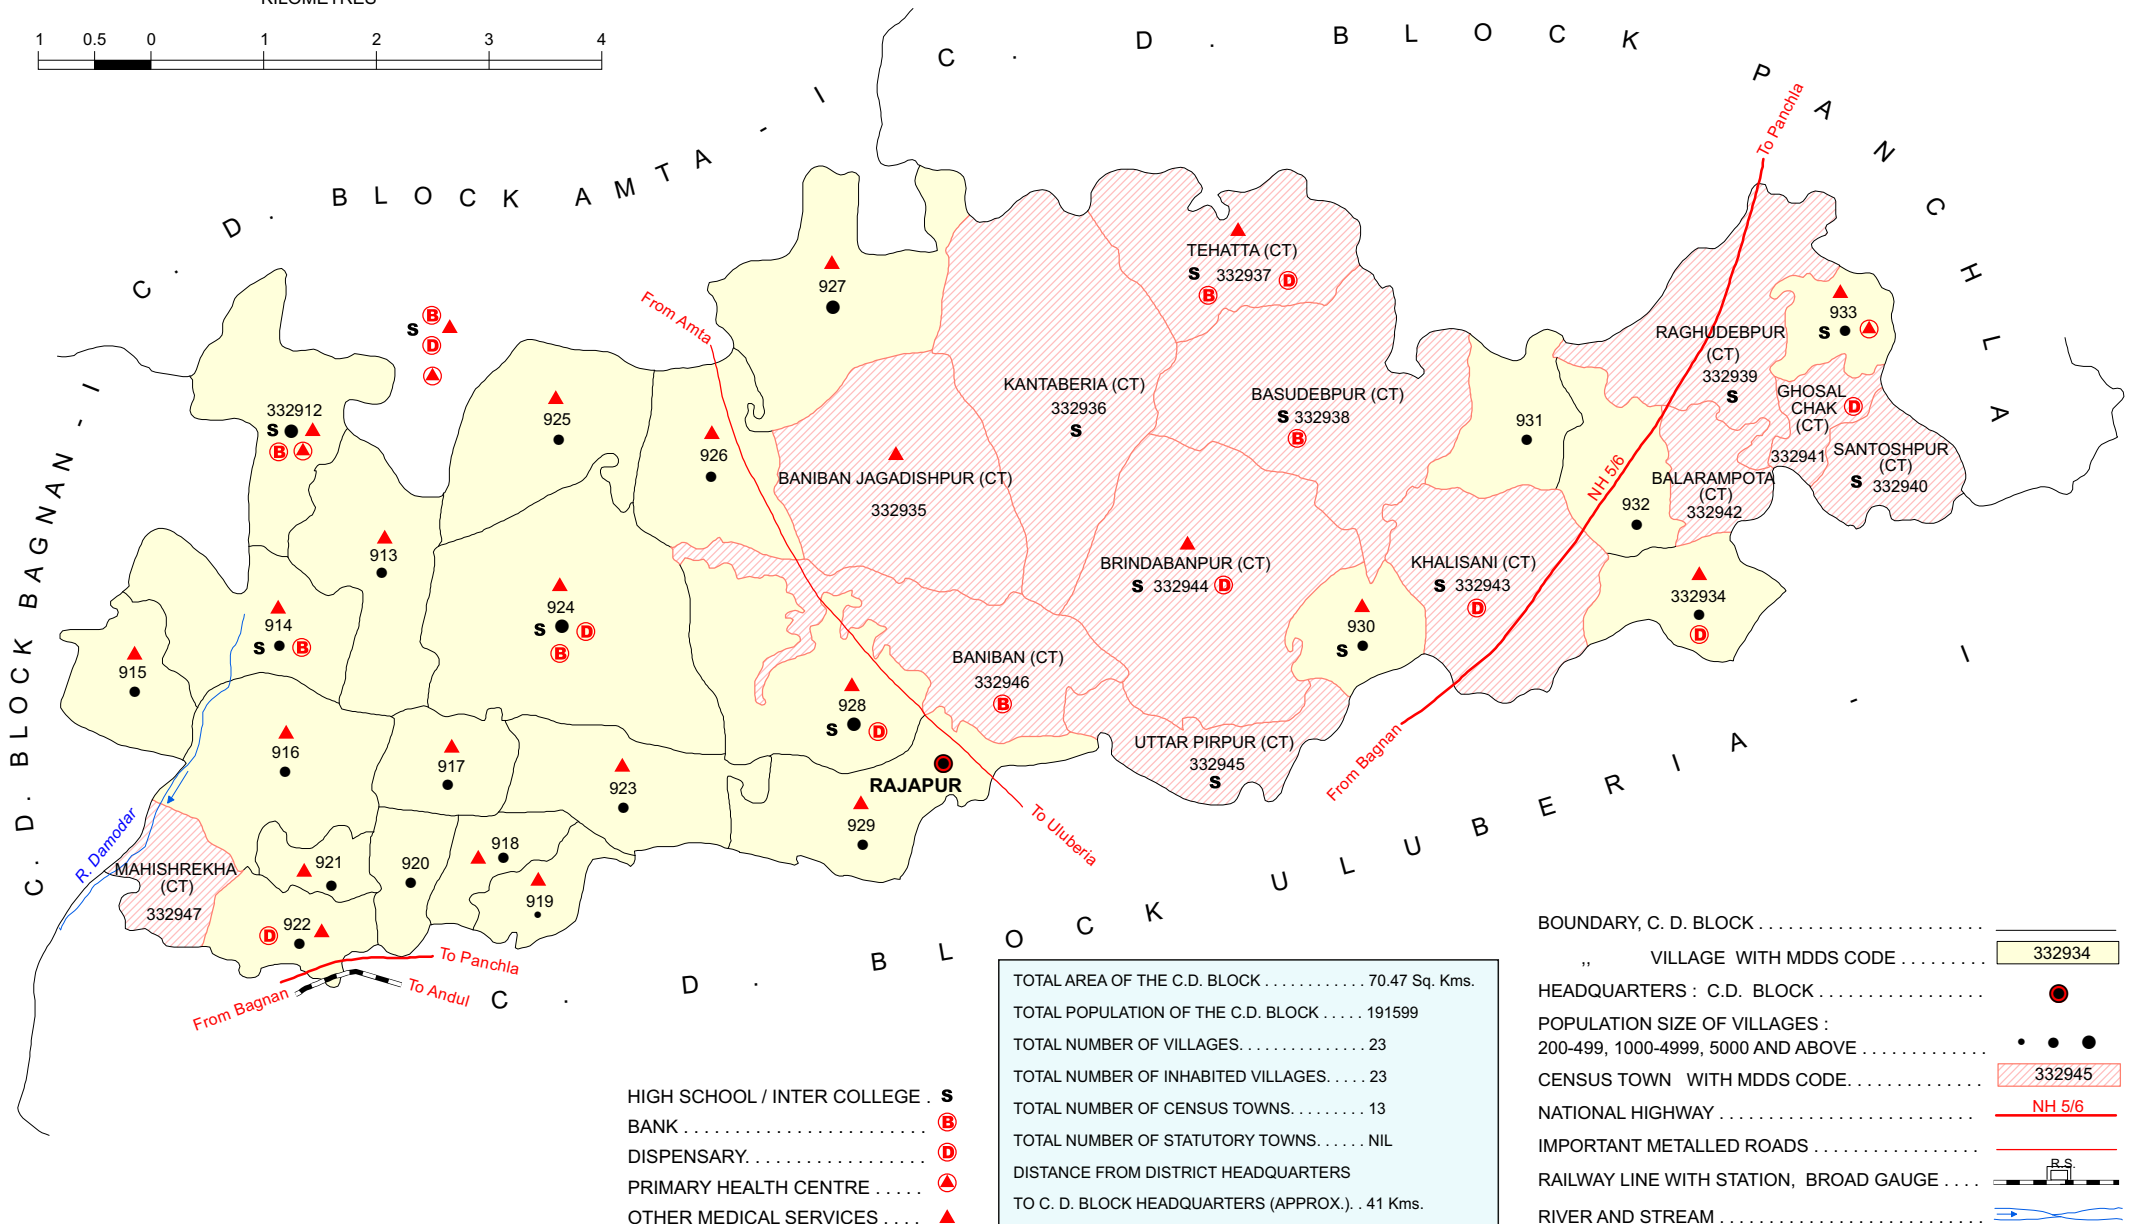 KILOMETRES
1 0.5 0 1 2 3 4
C. D. BLOCK AMTA - I
C. D. BLOCK PANCHLA
C. D. BLOCK BAGNAN - I
C. D. BLOCK ULUBERIA - I
To Panchla
From Amta
B
S
D
927
TEHATTA (CT)
S 332937 D
B
933
S
RAGHUDEBPUR
(CT)
332939
S
KANTABERIA (CT)
332936
S
BASUDEBPUR (CT)
S 332938
B
GHOSAL
CHAK D
(CT)
332941
SANTOSHPUR
(CT)
S 332940
332912
S
B
925
926
931
BANIBAN JAGADISHPUR (CT)
332935
NH 5/6
BALARAMPOTA
(CT)
332942
932
913
BRINDABANPUR (CT)
S 332944 D
KHALISANI (CT)
S 332943
D
332934
D
924
S D
B
914
S B
930
S
915
BANIBAN (CT)
332946
B
928
S D
916
917
923
UTTAR PIRPUR (CT)
332945
S
RAJAPUR
929
From Bagnan
To Uluberia
R. Damodar
918
921
920
919
MAHISHREKHA
(CT)
332947
922
D
To Panchla
From Bagnan
To Andul
HIGH SCHOOL / INTER COLLEGE . S
BANK . . . . . . . . . . . . . . . . . . . . . . . B
DISPENSARY. . . . . . . . . . . . . . . . . . D
PRIMARY HEALTH CENTRE . . . . .
OTHER MEDICAL SERVICES . . . .
TOTAL AREA OF THE C.D. BLOCK . . . . . . . . . . . . 70.47 Sq. Kms.
TOTAL POPULATION OF THE C.D. BLOCK . . . . . 191599
TOTAL NUMBER OF VILLAGES. . . . . . . . . . . . . . . 23
TOTAL NUMBER OF INHABITED VILLAGES. . . . . 23
TOTAL NUMBER OF CENSUS TOWNS. . . . . . . . . 13
TOTAL NUMBER OF STATUTORY TOWNS. . . . . . NIL
DISTANCE FROM DISTRICT HEADQUARTERS
TO C. D. BLOCK HEADQUARTERS (APPROX.). . 41 Kms.
BOUNDARY, C. D. BLOCK . . . . . . . . . . . . . . . . . . . . . . .
,, VILLAGE WITH MDDS CODE . . . . . . . . . 332934
HEADQUARTERS : C.D. BLOCK . . . . . . . . . . . . . . . . .
POPULATION SIZE OF VILLAGES :
200-499, 1000-4999, 5000 AND ABOVE . . . . . . . . . . . . .
CENSUS TOWN WITH MDDS CODE. . . . . . . . . . . . . . 332945
NATIONAL HIGHWAY . . . . . . . . . . . . . . . . . . . . . . . . . . NH 5/6
IMPORTANT METALLED ROADS . . . . . . . . . . . . . . . . .
RAILWAY LINE WITH STATION, BROAD GAUGE . . . . R.S.
RIVER AND STREAM . . . . . . . . . . . . . . . . . . . . . . . . . . .